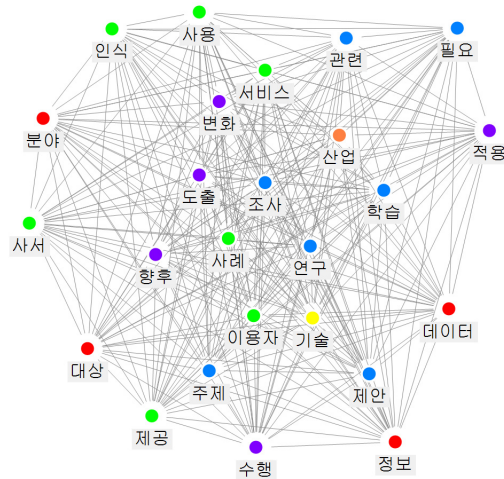 사용
인식
관련
필요
서비스
변화
분야
산업
적용
도출
조사
학습
사서
사례
향후
연구
데이터
이용자
기술
대상
주제
제안
제공
수행
정보